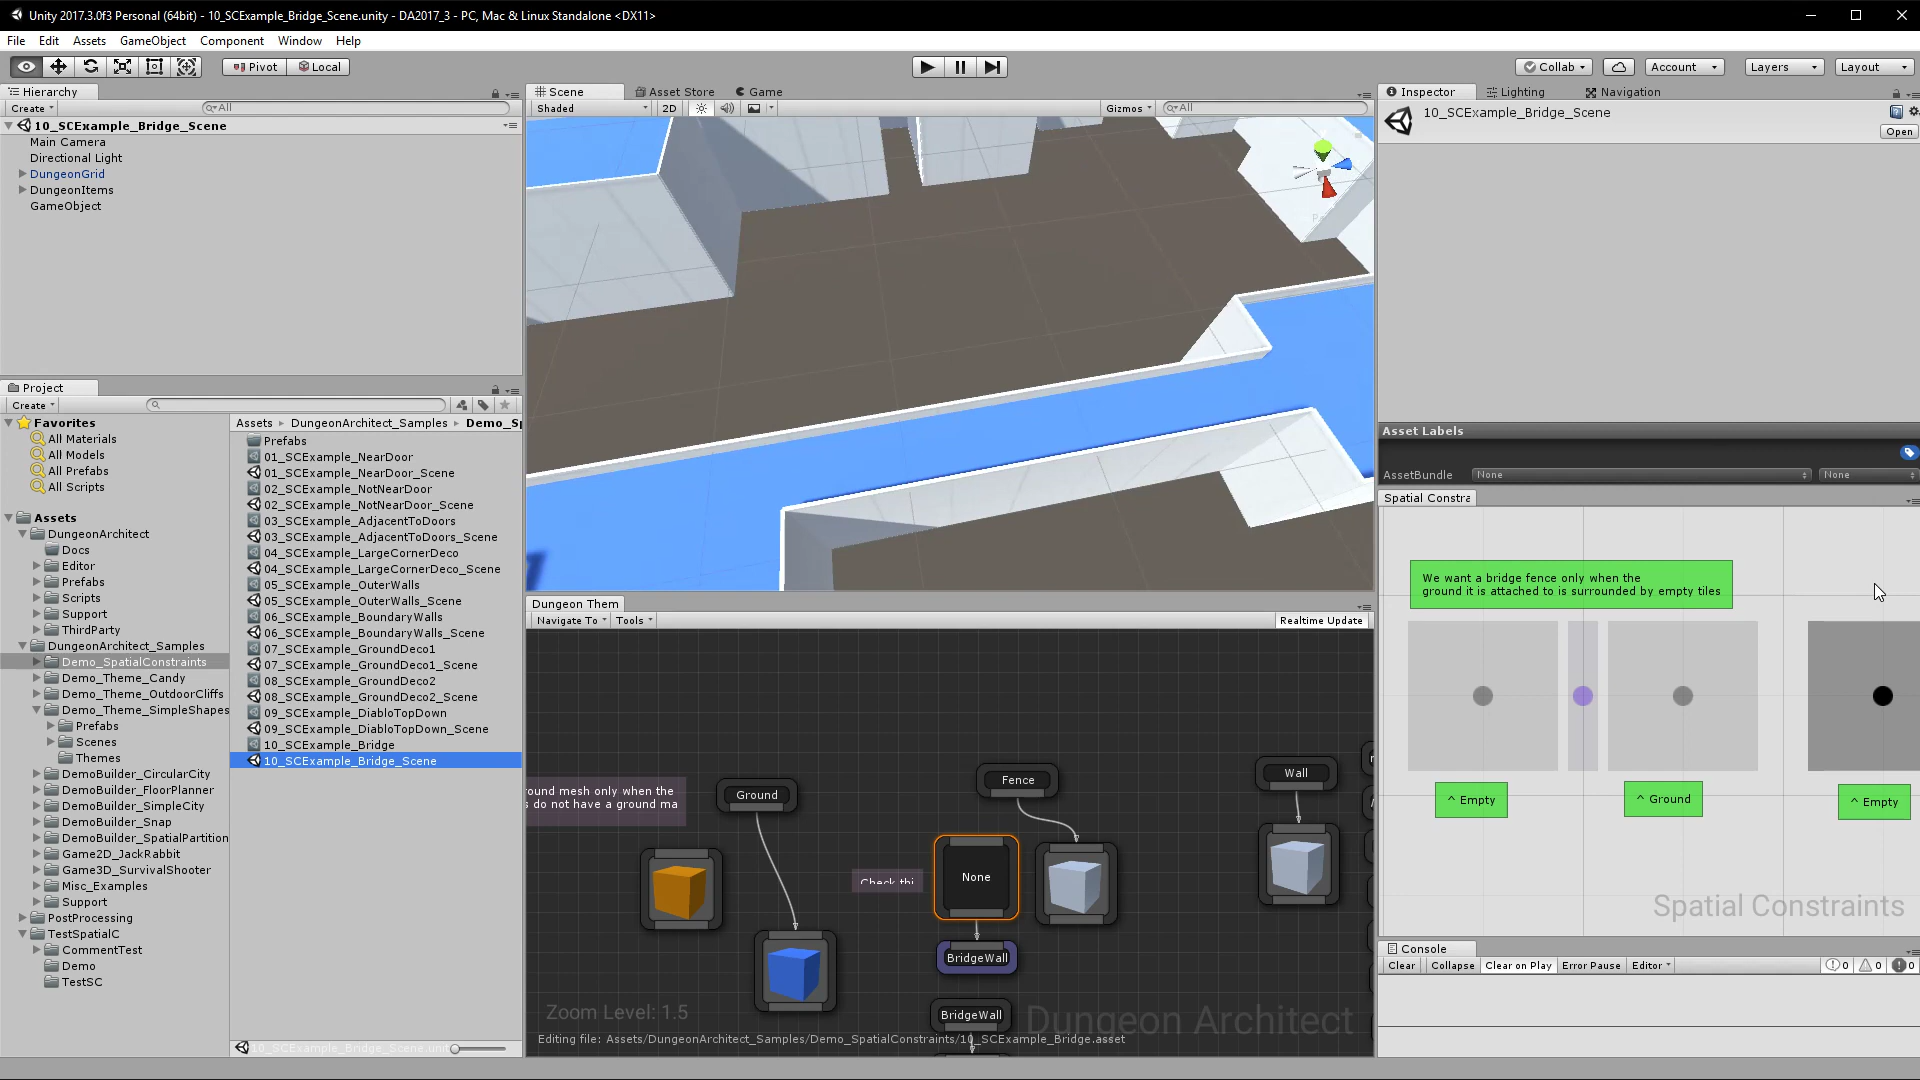 Unity 2017.3.0f3 Personal (64bit) - 10_SCExample_Bridge_Scene.unity - DA2017_3 - PC, Mac & Linux Standalone <DX11>
File Edit Assets GameObject Component Window Help
Pivot Local Collab Account Layers Layout
Hierarchy
Create All
10_SCExample_Bridge_Scene
Main Camera
Directional Light
DungeonGrid
DungeonItems
GameObject
Project
Create
Favorites
All Materials
All Models
All Prefabs
All Scripts
Assets
DungeonArchitect
Docs
Editor
Prefabs
Scripts
Support
ThirdParty
DungeonArchitect_Samples
Demo_SpatialConstraints
Demo_Theme_Candy
Demo_Theme_OutdoorCliffs
Demo_Theme_SimpleShapes
Prefabs
Scenes
Themes
DemoBuilder_CircularCity
DemoBuilder_FloorPlanner
DemoBuilder_SimpleCity
DemoBuilder_Snap
DemoBuilder_SpatialPartition
Game2D_JackRabbit
Game3D_SurvivalShooter
Misc_Examples
Support
PostProcessing
TestSpatialC
CommentTest
Demo
TestSC
Assets DungeonArchitect_Samples Demo_Sp
Prefabs
01_SCExample_NearDoor
01_SCExample_NearDoor_Scene
02_SCExample_NotNearDoor
02_SCExample_NotNearDoor_Scene
03_SCExample_AdjacentToDoors
03_SCExample_AdjacentToDoors_Scene
04_SCExample_LargeCornerDeco
04_SCExample_LargeCornerDeco_Scene
05_SCExample_OuterWalls
05_SCExample_OuterWalls_Scene
06_SCExample_BoundaryWalls
06_SCExample_BoundaryWalls_Scene
07_SCExample_GroundDeco1
07_SCExample_GroundDeco1_Scene
08_SCExample_GroundDeco2
08_SCExample_GroundDeco2_Scene
09_SCExample_DiabloTopDown
09_SCExample_DiabloTopDown_Scene
10_SCExample_Bridge
10_SCExample_Bridge_Scene
10_SCExample_Bridge_Scene.unit
Scene Asset Store Game
Shaded 2D Gizmos All
Dungeon Them
Navigate To Tools Realtime Update
ound mesh only when the
s do not have a ground ma
Ground
Fence
Wall
Check thi
None
BridgeWall
BridgeWall
Zoom Level: 1.5
Dungeon Architect
Editing file: Assets/DungeonArchitect_Samples/Demo_SpatialConstraints/10_SCExample_Bridge.asset
Inspector Lighting Navigation
10_SCExample_Bridge_Scene
Open
Asset Labels
AssetBundle None None
Spatial Constra
We want a bridge fence only when the
ground it is attached to is surrounded by empty tiles
^ Empty
^ Ground
^ Empty
Spatial Constraints
Console
Clear Collapse Clear on Play Error Pause Editor 0 0 0